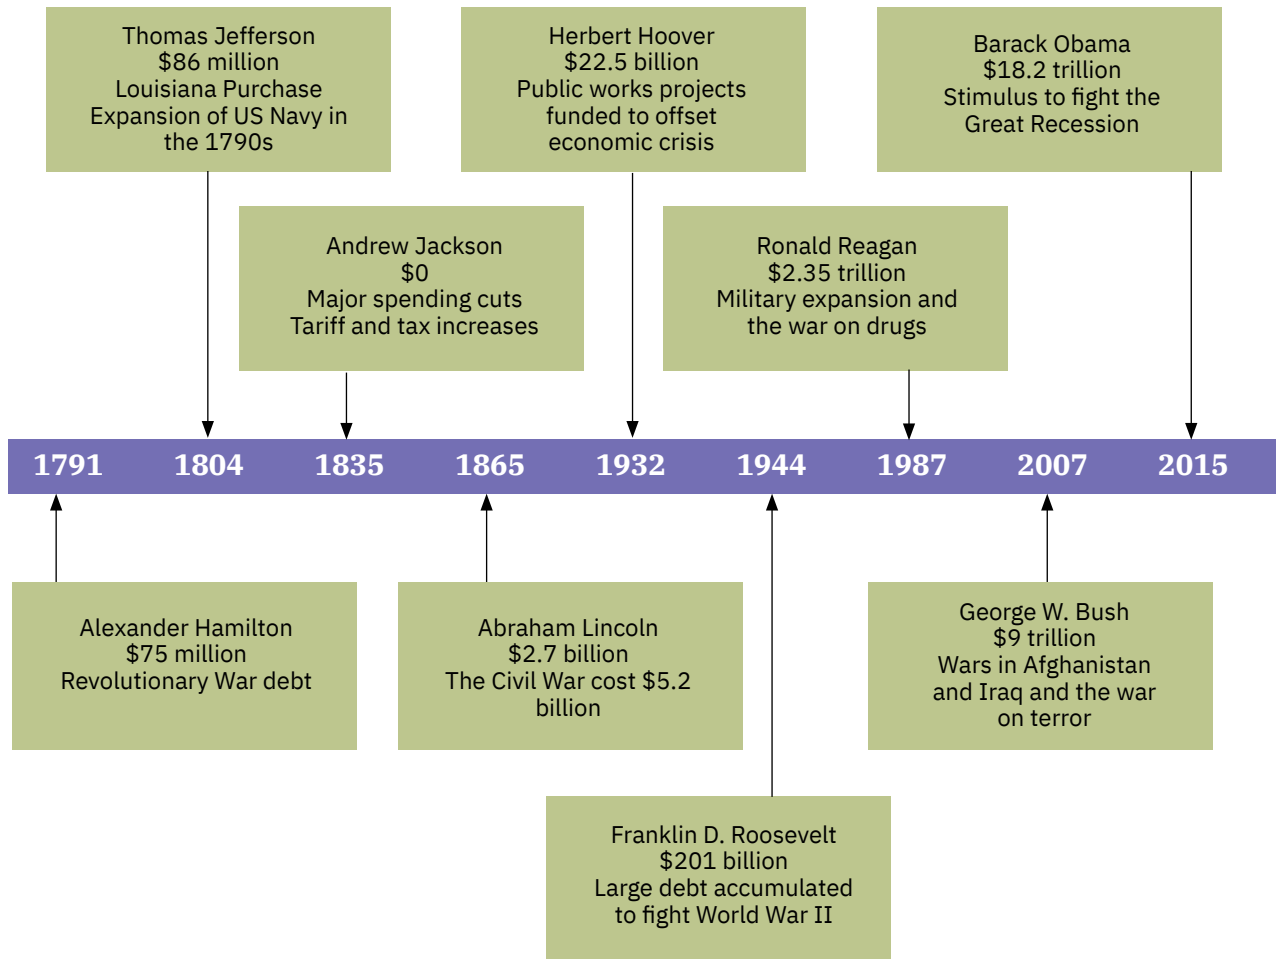 Thomas Jefferson
$86 million
Louisiana Purchase
Expansion of US Navy in
the 1790s
Herbert Hoover
$22.5 billion
Public works projects
funded to offset
economic crisis
Barack Obama
$18.2 trillion
Stimulus to fight the
Great Recession
Andrew Jackson
$0
Major spending cuts
Tariff and tax increases
Ronald Reagan
$2.35 trillion
Military expansion and
the war on drugs
1791 1804 1835 1865 1932 1944 1987 2007 2015
Alexander Hamilton
$75 million
Revolutionary War debt
Abraham Lincoln
$2.7 billion
The Civil War cost $5.2
billion
George W. Bush
$9 trillion
Wars in Afghanistan
and Iraq and the war
on terror
Franklin D. Roosevelt
$201 billion
Large debt accumulated
to fight World War II